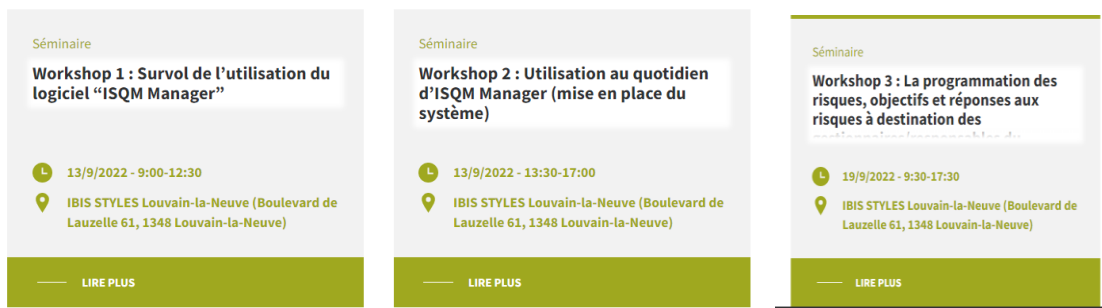 Séminaire
Workshop 1 : Survol de l’utilisation du
logiciel “ISQM Manager”
13/9/2022 - 9:00-12:30
IBIS STYLES Louvain-la-Neuve (Boulevard de
Lauzelle 61, 1348 Louvain-la-Neuve)
LIRE PLUS
Séminaire
Workshop 2 : Utilisation au quotidien
d’ISQM Manager (mise en place du
système)
13/9/2022 - 13:30-17:00
IBIS STYLES Louvain-la-Neuve (Boulevard de
Lauzelle 61, 1348 Louvain-la-Neuve)
LIRE PLUS
Séminaire
Workshop 3 : La programmation des
risques, objectifs et réponses aux
risques à destination des
19/9/2022 - 9:30-17:30
IBIS STYLES Louvain-la-Neuve (Boulevard de
Lauzelle 61, 1348 Louvain-la-Neuve)
LIRE PLUS